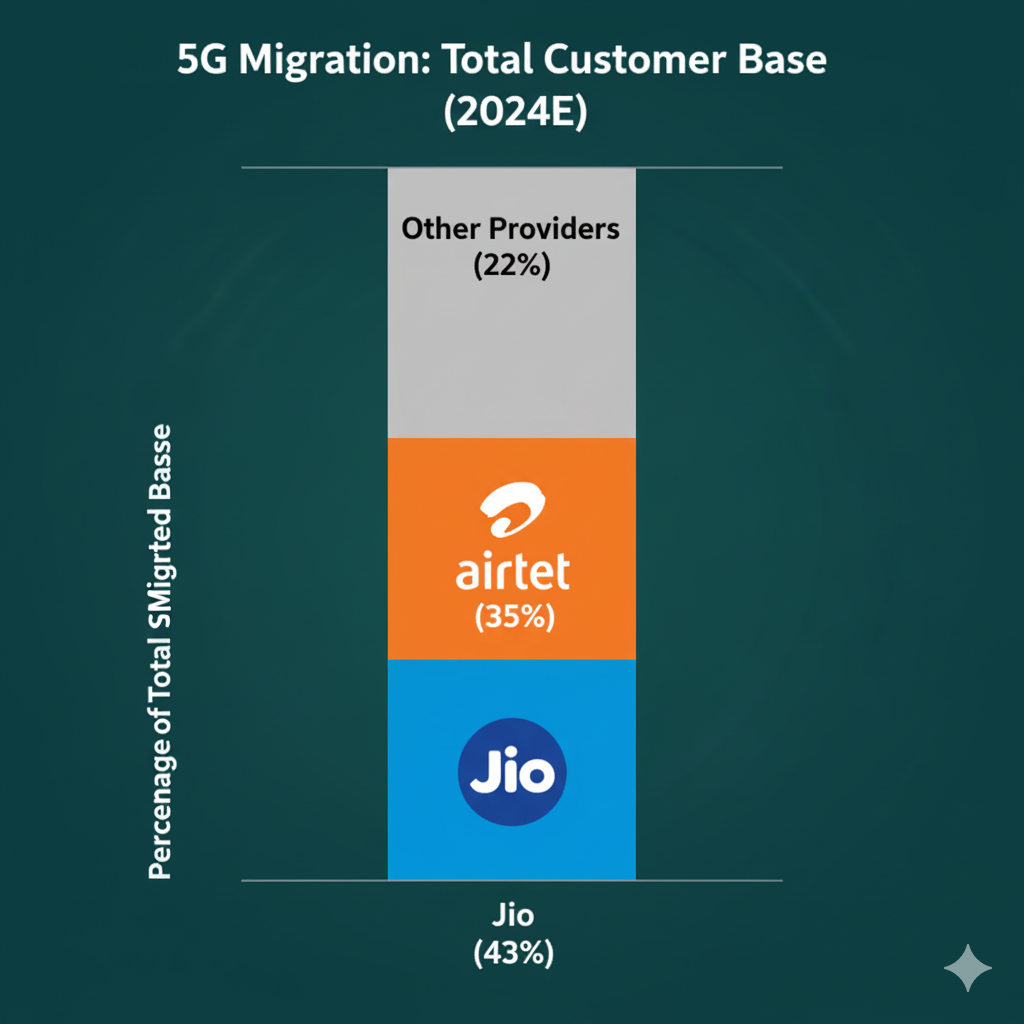 5G Migration: Total Customer Base
(2024E)
Other Providers
(22%)
airtet
(35%)
Jio
Jio
(43%)
Percenage of Total SMigrted Basse